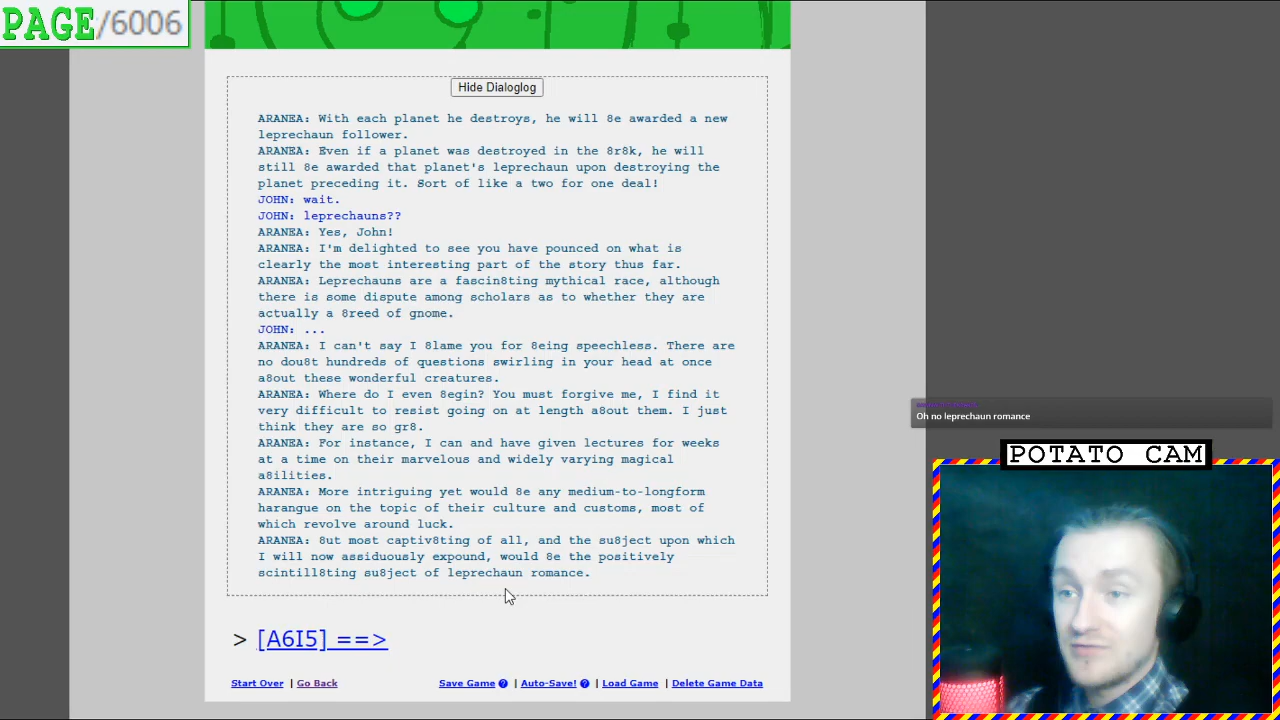 PAGE/6006
Hide Dialoglog
ARANEA: With each planet he destroys, he will 8e awarded a new
leprechaun follower.
ARANEA: Even if a planet was destroyed in the 8r8k, he will
still 8e awarded that planet's leprechaun upon destroying the
planet preceding it. Sort of like a two for one deal!
JOHN: wait.
JOHN: leprechauns??
ARANEA: Yes, John!
ARANEA: I'm delighted to see you have pounced on what is
clearly the most interesting part of the story thus far.
ARANEA: Leprechauns are a fascin8ting mythical race, although
there is some dispute among scholars as to whether they are
actually a 8reed of gnome.
JOHN: ...
ARANEA: I can't say I 8lame you for 8eing speechless. There are
no dou8t hundreds of questions swirling in your head at once
a8out these wonderful creatures.
ARANEA: Where do I even 8egin? You must forgive me, I find it
very difficult to resist going on at length a8out them. I just
think they are so gr8.
ARANEA: For instance, I can and have given lectures for weeks
at a time on their marvelous and widely varying magical
a8ilities.
ARANEA: More intriguing yet would 8e any medium-to-longform
harangue on the topic of their culture and customs, most of
which revolve around luck.
ARANEA: 8ut most captiv8ting of all, and the su8ject upon which
I will now assiduously expound, would 8e the positively
scintill8ting su8ject of leprechaun romance.
> [A6I5] ==>
Start Over | Go Back Save Game ? | Auto-Save! ? | Load Game | Delete Game Data
Oh no leprechaun romance
POTATO CAM